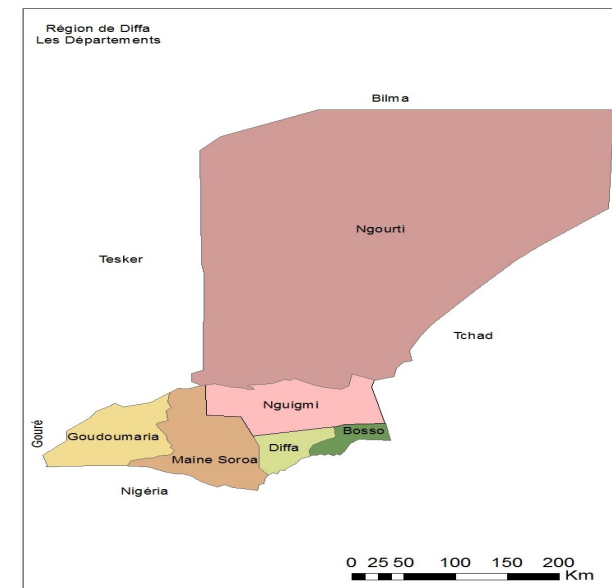 Région de Diffa
Les Départements
Bilma
Ngourti
Tesker
Tchad
Nguigmi
Gouré
Goudoumaria
Bosso
Diffa
Maine Soroa
Nigéria
0 25 50 100 150 200
Km